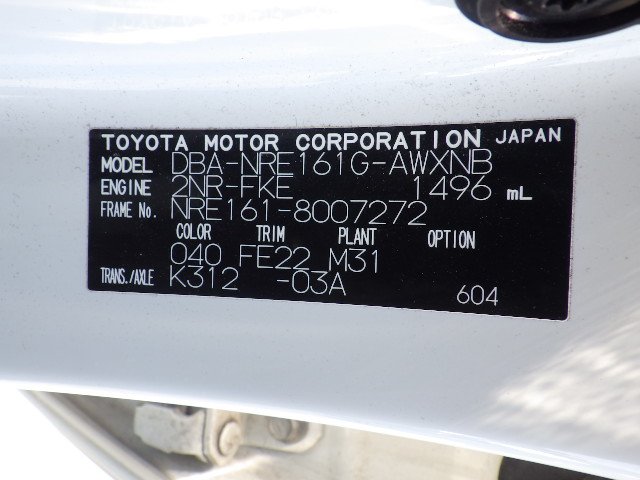 TOYOTA MOTOR CORPORATION JAPAN
MODEL DBA-NRE161G-AWXNB
ENGINE 2NR-FKE 1496 mL
FRAME No. NRE161-8007272
COLOR TRIM PLANT OPTION
040 FE22 M31
TRANS./AXLE K312 -03A
604